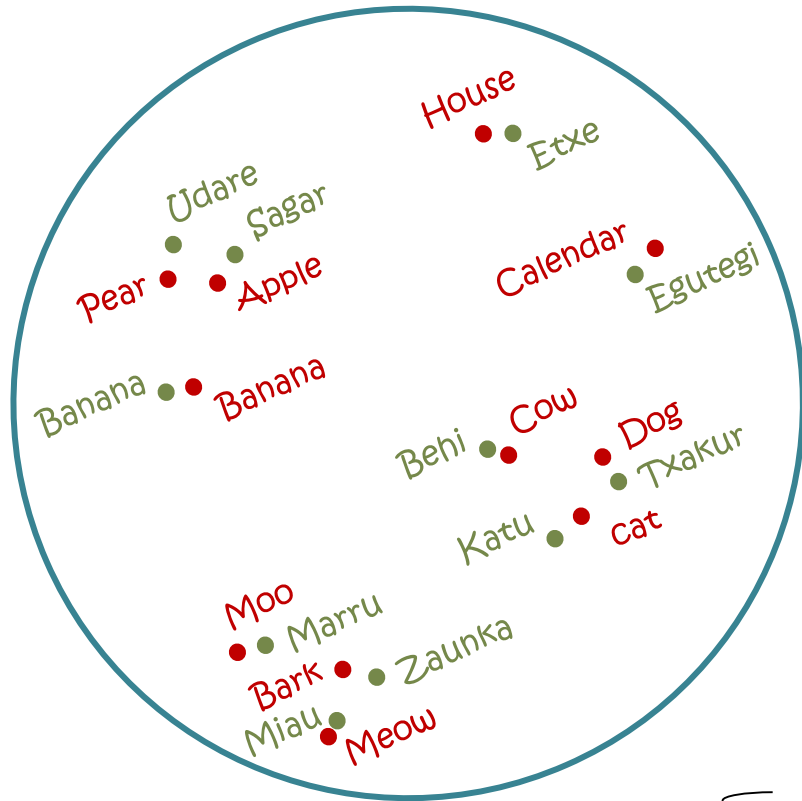 House
Etxe
Udare
Sagar
Calendar
Pear
Apple
Egutegi
Banana
Banana
Cow
Dog
Behi
Txakur
Katu
cat
Moo
Marru
Zaunka
Bark
Miau
Meow